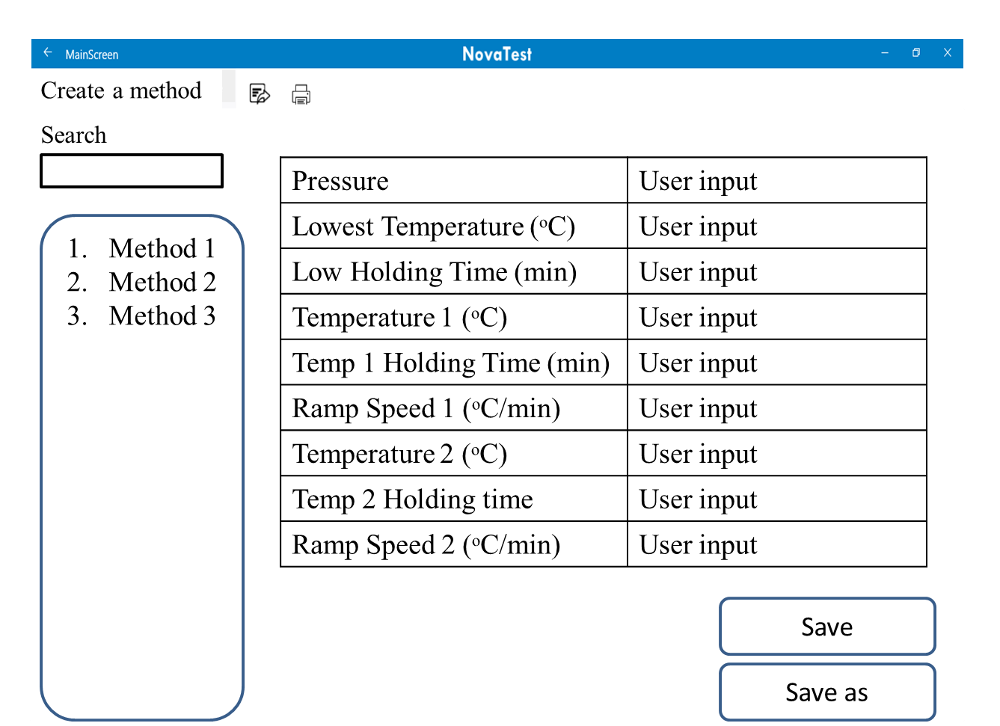 MainScreen
NovaTest
Create a method
Search
1. Method 1
2. Method 2
3. Method 3
Pressure User input
Lowest Temperature (ºC) User input
Low Holding Time (min) User input
Temperature 1 (ºC) User input
Temp 1 Holding Time (min) User input
Ramp Speed 1 (ºC/min) User input
Temperature 2 (ºC) User input
Temp 2 Holding time User input
Ramp Speed 2 (ºC/min) User input
Save
Save as